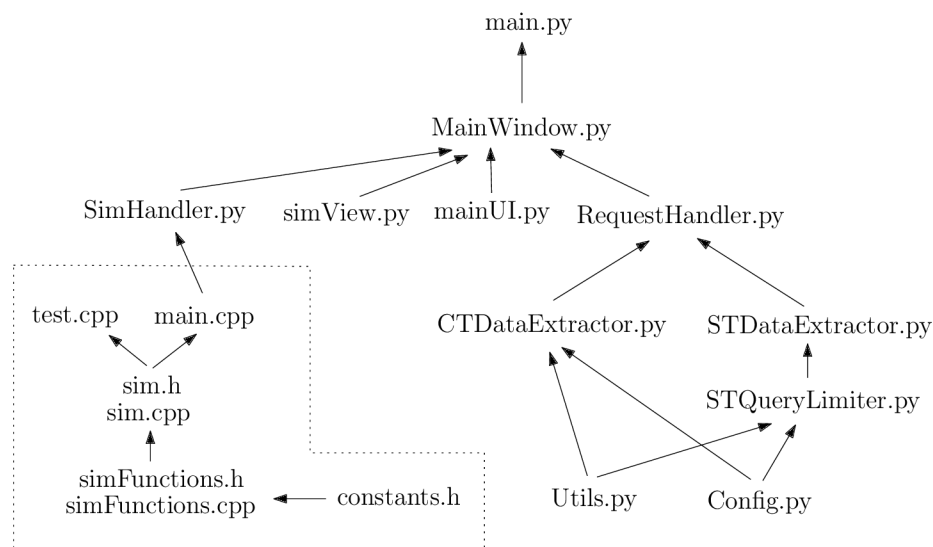 main.py
MainWindow.py
SimHandler.py
simView.py
mainUI.py
RequestHandler.py
test.cpp
main.cpp
CTDataExtractor.py
STDataExtractor.py
sim.h
sim.cpp
STQueryLimiter.py
simFunctions.h
simFunctions.cpp
constants.h
Utils.py
Config.py